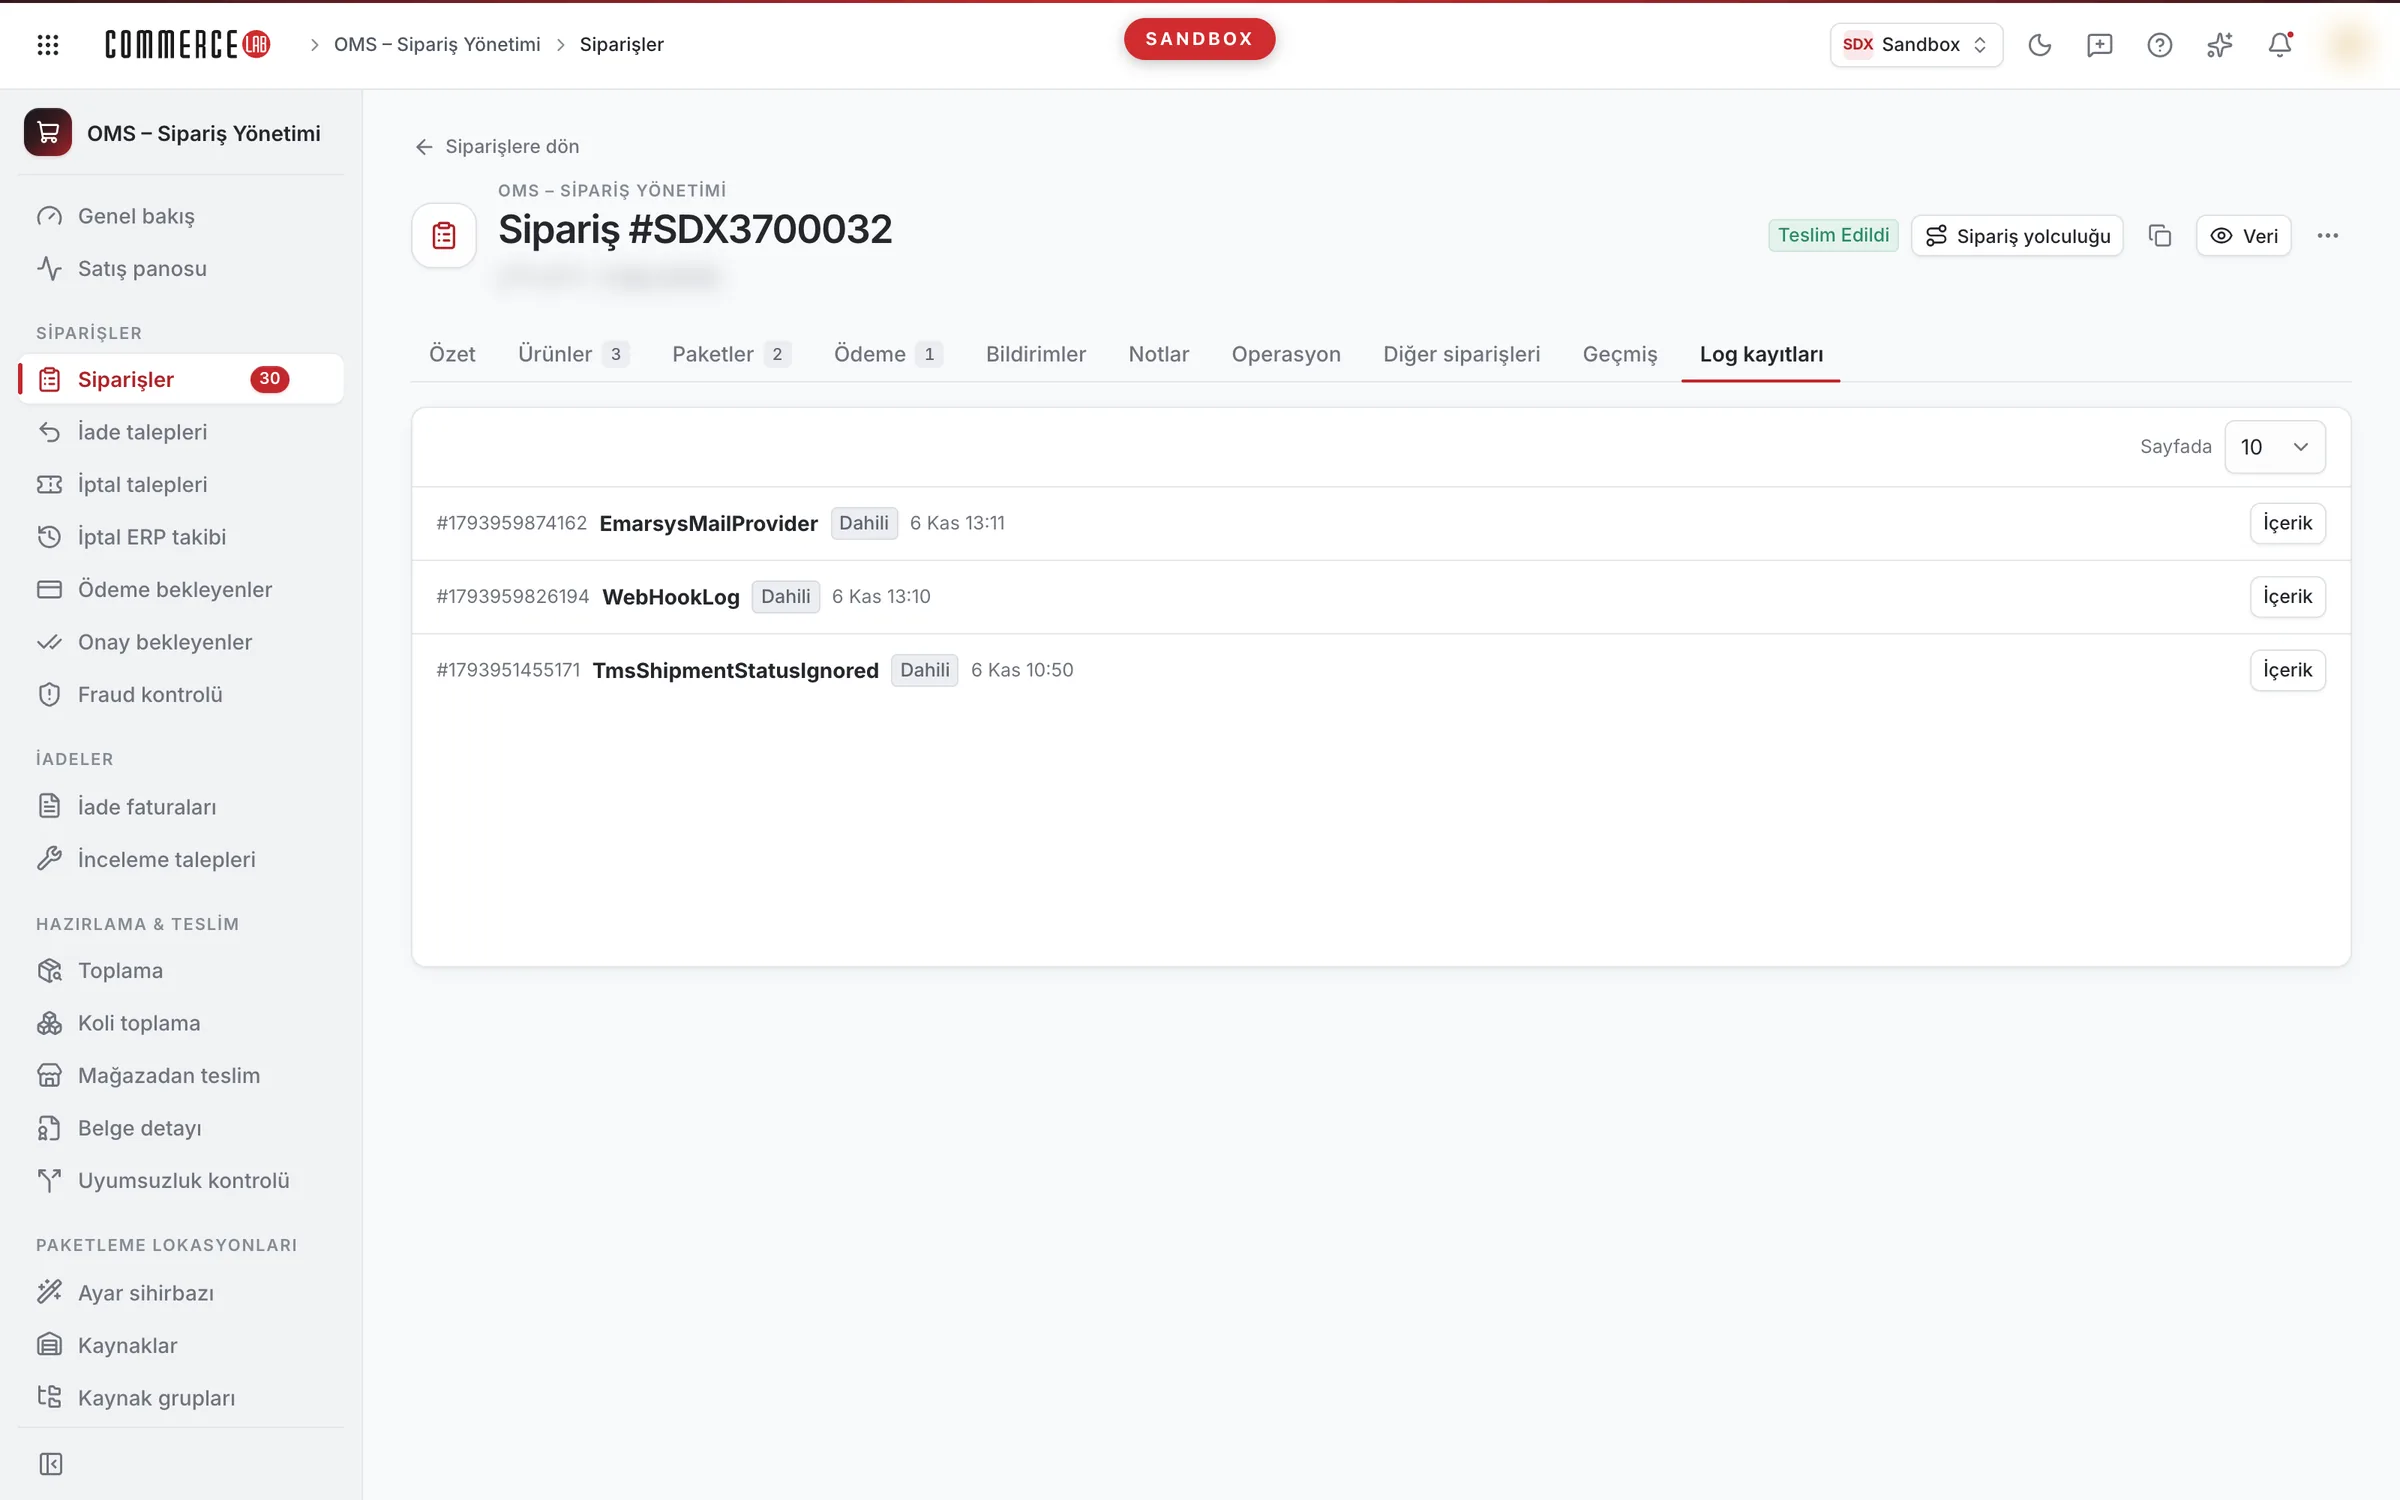 COMMERCE LAB
OMS – Sipariş Yönetimi
Siparişler
SANDBOX
SDX Sandbox
OMS – Sipariş Yönetimi
Genel bakış
Satış panosu
SİPARİŞLER
Siparişler 30
İade talepleri
İptal talepleri
İptal ERP takibi
Ödeme bekleyenler
Onay bekleyenler
Fraud kontrolü
İADELER
İade faturaları
İnceleme talepleri
HAZIRLAMA & TESLİM
Toplama
Koli toplama
Mağazadan teslim
Belge detayı
Uyumsuzluk kontrolü
PAKETLEME LOKASYONLARI
Ayar sihirbazı
Kaynaklar
Kaynak grupları
Siparişlere dön
OMS – SİPARİŞ YÖNETİMİ
Sipariş #SDX3700032
Teslim Edildi
Sipariş yolculuğu
Veri
Özet
Ürünler 3
Paketler 2
Ödeme 1
Bildirimler
Notlar
Operasyon
Diğer siparişleri
Geçmiş
Log kayıtları
Sayfada 10
#1793959874162 EmarsysMailProvider Dahili 6 Kas 13:11 İçerik
#1793959826194 WebHookLog Dahili 6 Kas 13:10 İçerik
#1793951455171 TmsShipmentStatusIgnored Dahili 6 Kas 10:50 İçerik